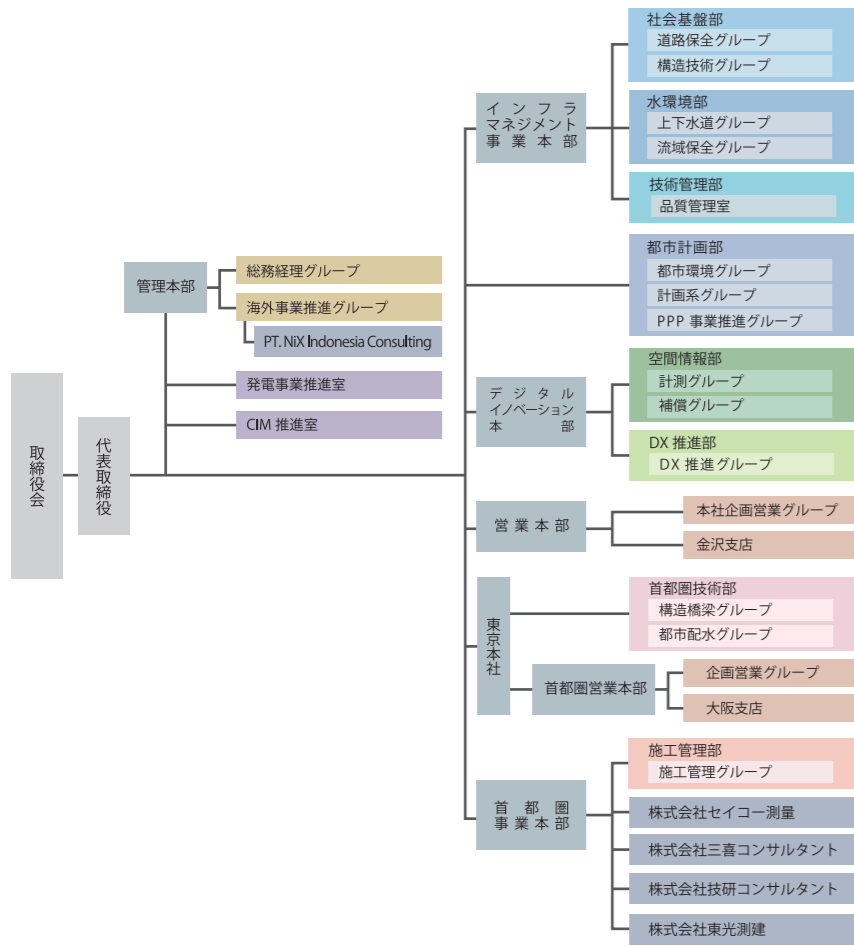 取締役会
代表取締役
管理本部
総務経理グループ
海外事業推進グループ
PT. NiX Indonesia Consulting
発電事業推進室
CIM 推進室
インフラ
マネジメント
事業本部
社会基盤部
道路保全グループ
構造技術グループ
水環境部
上下水道グループ
流域保全グループ
技術管理部
品質管理室
都市計画部
都市環境グループ
計画系グループ
PPP 事業推進グループ
デジタル
イノベーション
本部
空間情報部
計測グループ
補償グループ
DX 推進部
DX 推進グループ
営業本部
本社企画営業グループ
金沢支店
東京本社
首都圏技術部
構造橋梁グループ
都市配水グループ
首都圏営業本部
企画営業グループ
大阪支店
首都圏
事業本部
施工管理部
施工管理グループ
株式会社セイコー測量
株式会社三喜コンサルタント
株式会社技研コンサルタント
株式会社東光測建